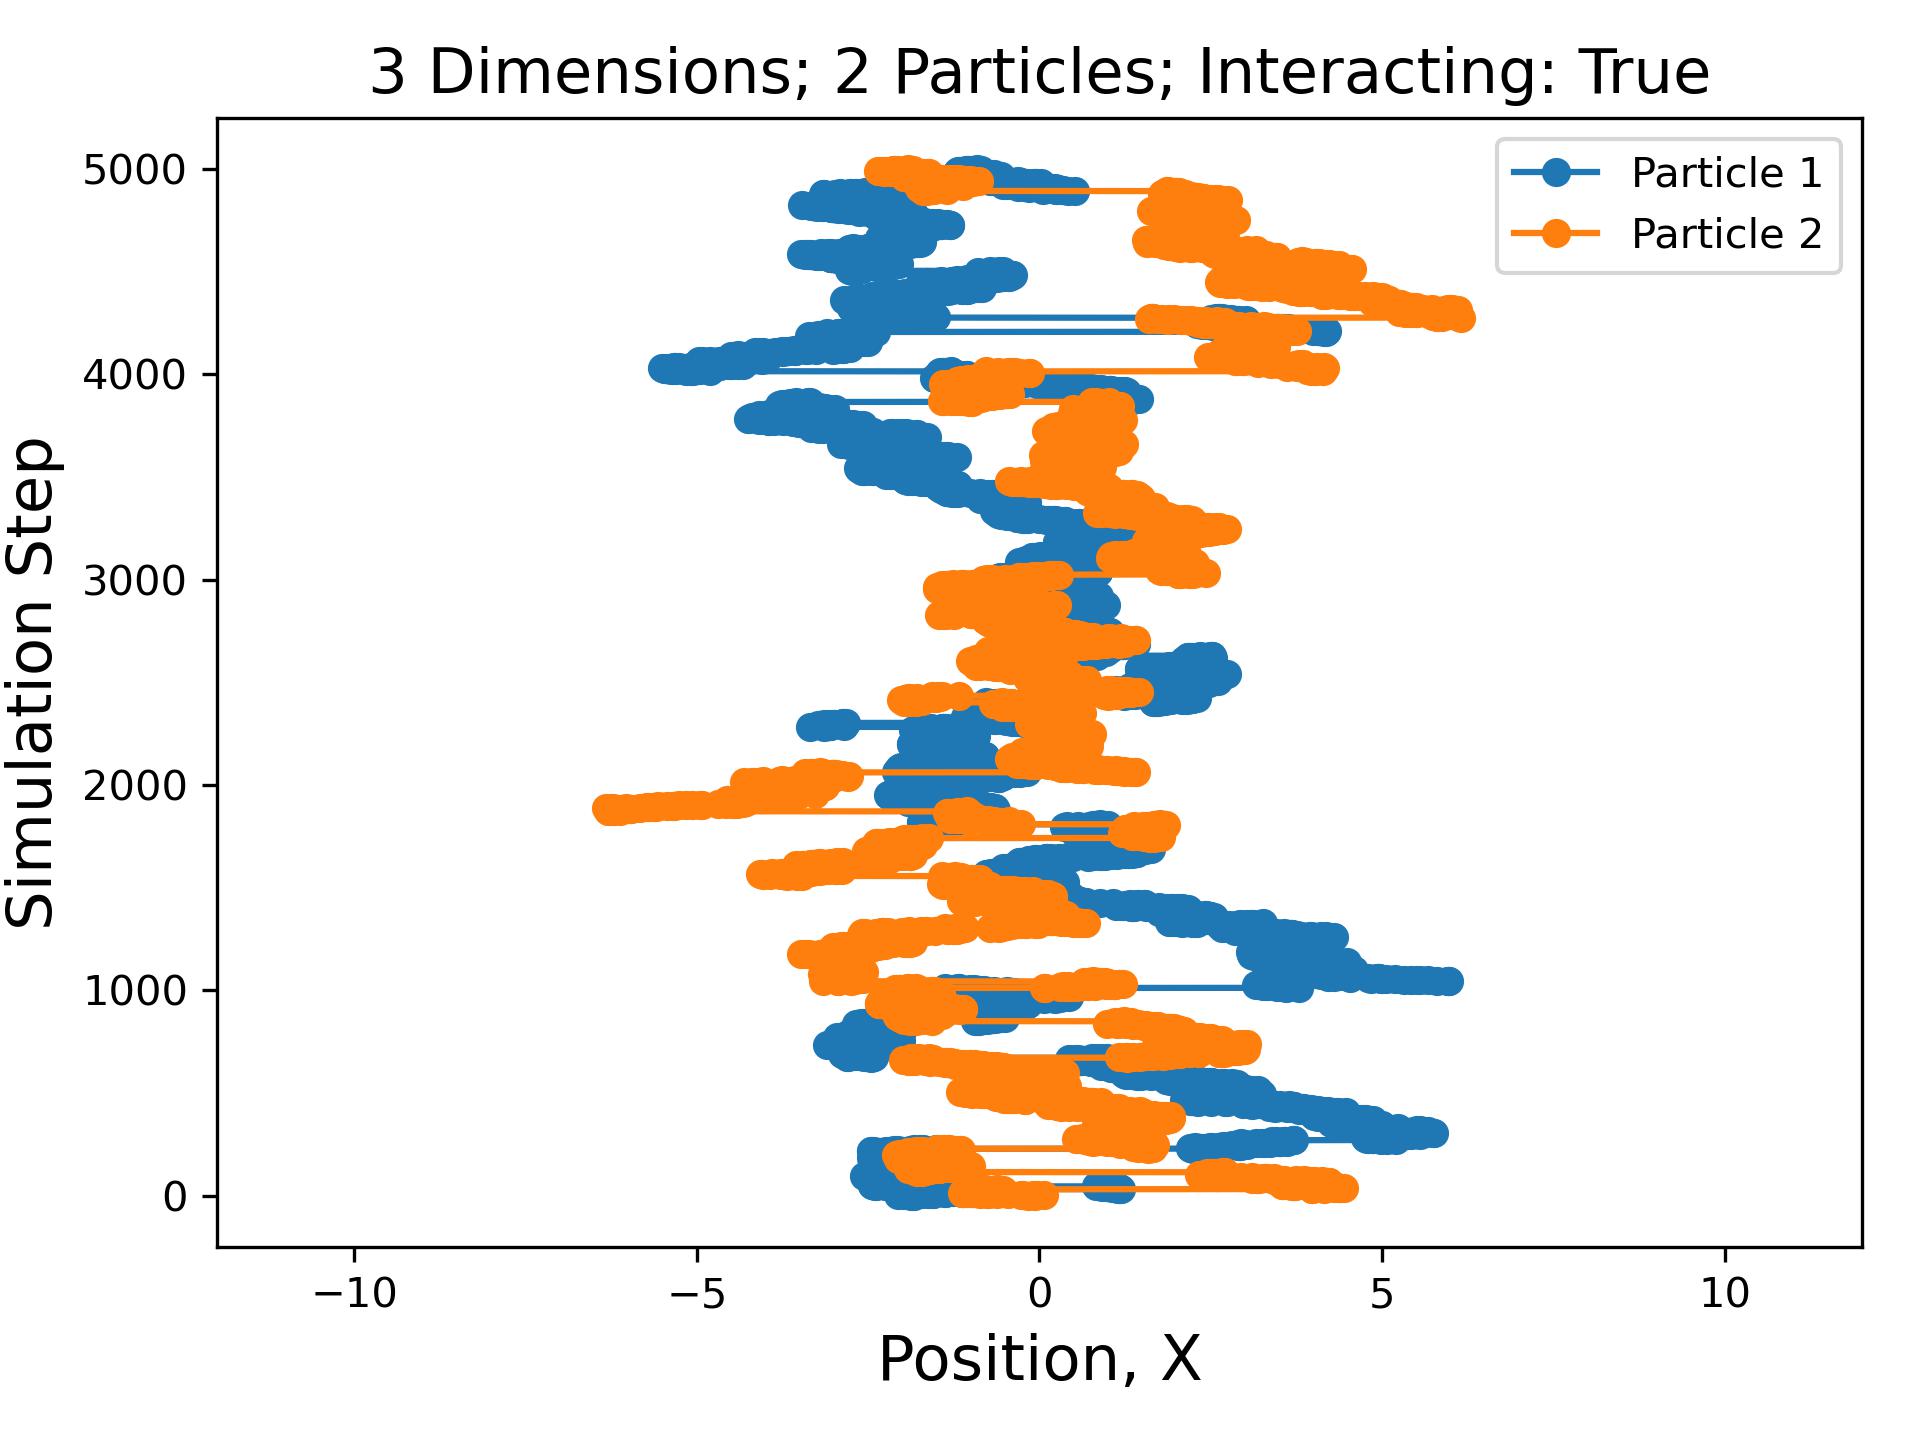 3 Dimensions; 2 Particles; Interacting: True
Particle 1
Particle 2
5000
4000
3000
2000
1000
0
Simulation Step
−10
−5
0
5
10
Position, X